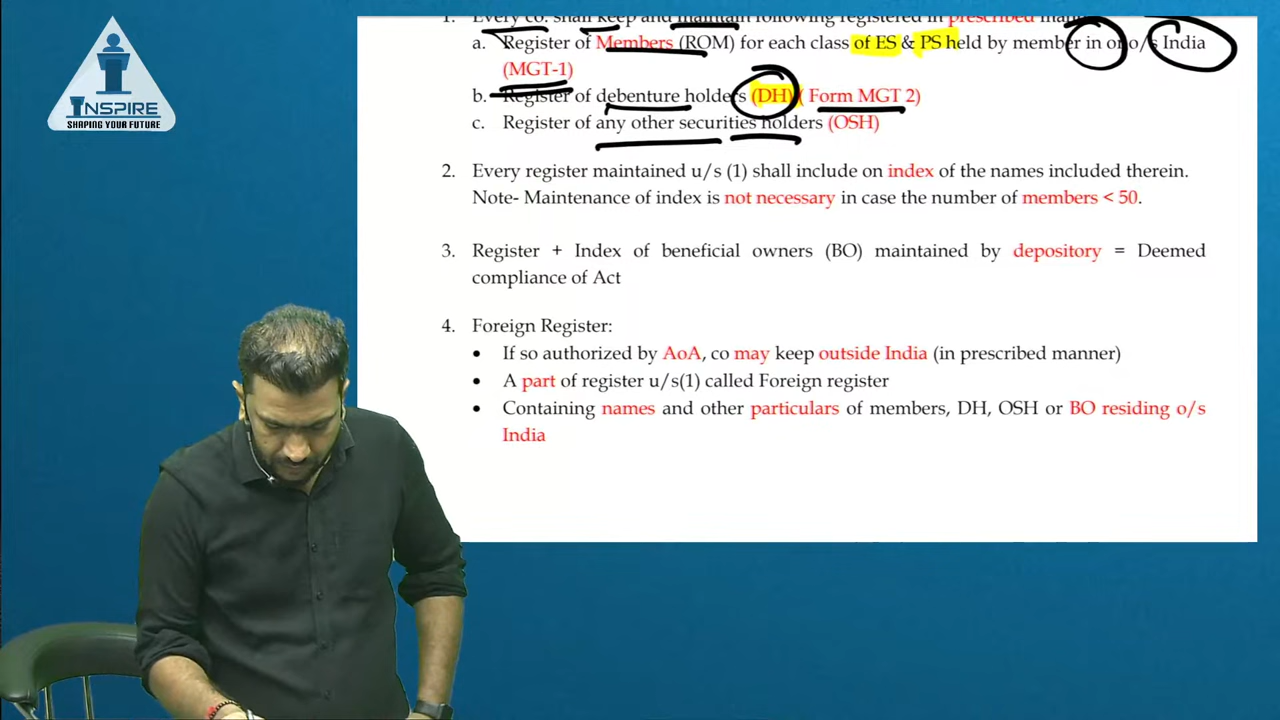 1. Every co. shall keep and maintain following registered in prescribed manner
a. Register of Members (ROM) for each class of ES & PS held by member in or o/s India
(MGT-1)
b. Register of debenture holders (DH) ( Form MGT 2)
c. Register of any other securities holders (OSH)
2. Every register maintained u/s (1) shall include on index of the names included therein.
Note- Maintenance of index is not necessary in case the number of members < 50.
3. Register + Index of beneficial owners (BO) maintained by depository = Deemed
compliance of Act
4. Foreign Register:
• If so authorized by AoA, co may keep outside India (in prescribed manner)
• A part of register u/s(1) called Foreign register
• Containing names and other particulars of members, DH, OSH or BO residing o/s
India
INSPIRE
SHAPING YOUR FUTURE